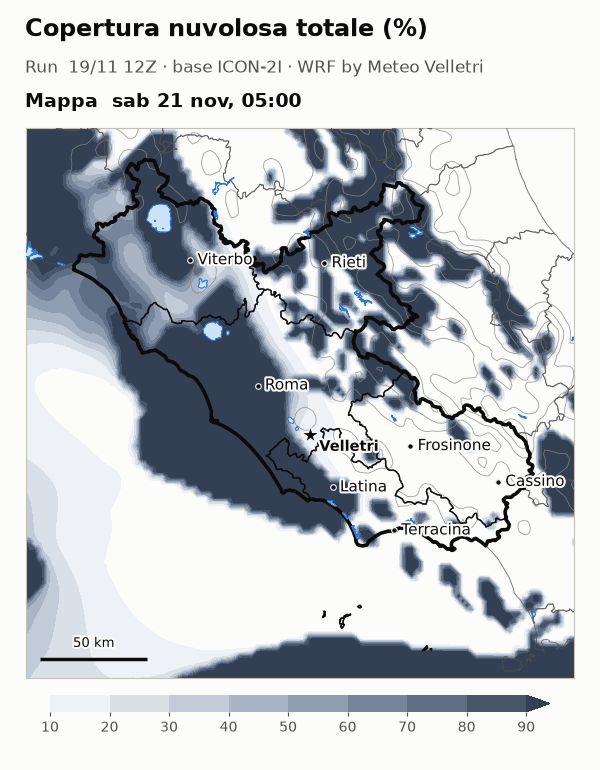 Copertura nuvolosa totale (%)
Run  19/11 12Z · base ICON-2I · WRF by Meteo Velletri
Mappa  sab 21 nov, 05:00
Viterbo
Rieti
Roma
Velletri
Frosinone
Latina
Cassino
Terracina
50 km
10 20 30 40 50 60 70 80 90